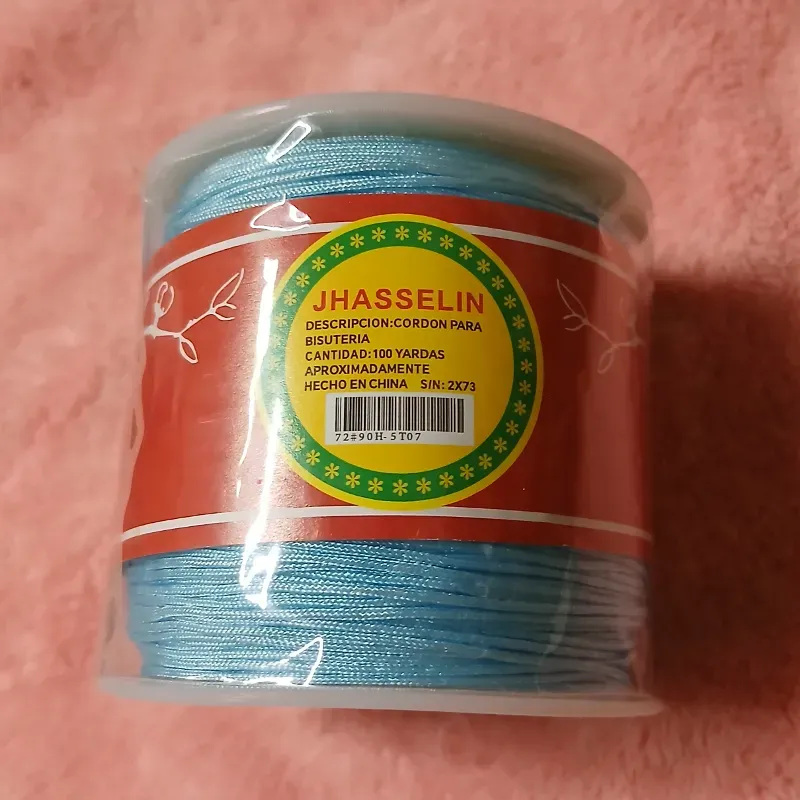 JHASSELIN
DESCRIPCION:CORDON PARA
BISUTERIA
CANTIDAD:100 YARDAS
APROXIMADAMENTE
HECHO EN CHINA S/N: 2X73
72#90H-5T07